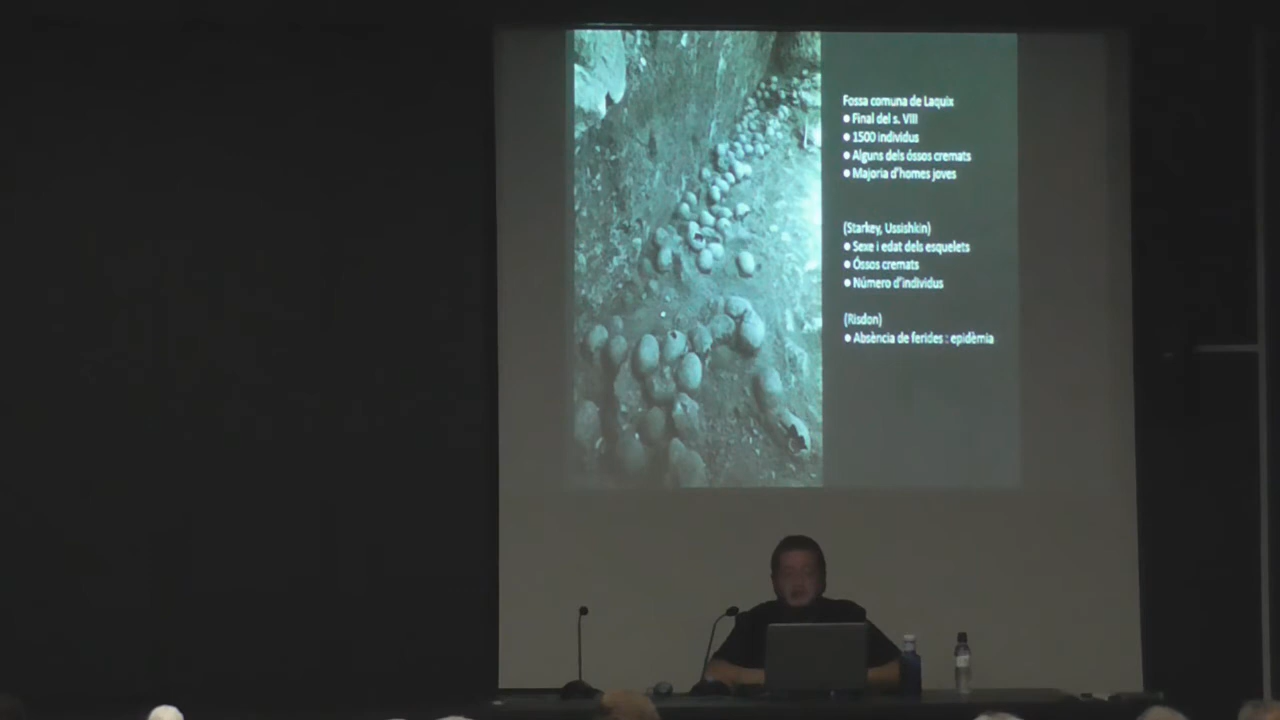 Fossa comuna de Laquix
● Final del s. VIII
● 1500 individus
● Alguns dels óssos cremats
● Majoria d'homes joves
(Starkey, Ussishkin)
● Sexe i edat dels esquelets
● Óssos cremats
● Número d'individus
(Risdon)
● Absència de ferides : epidèmia